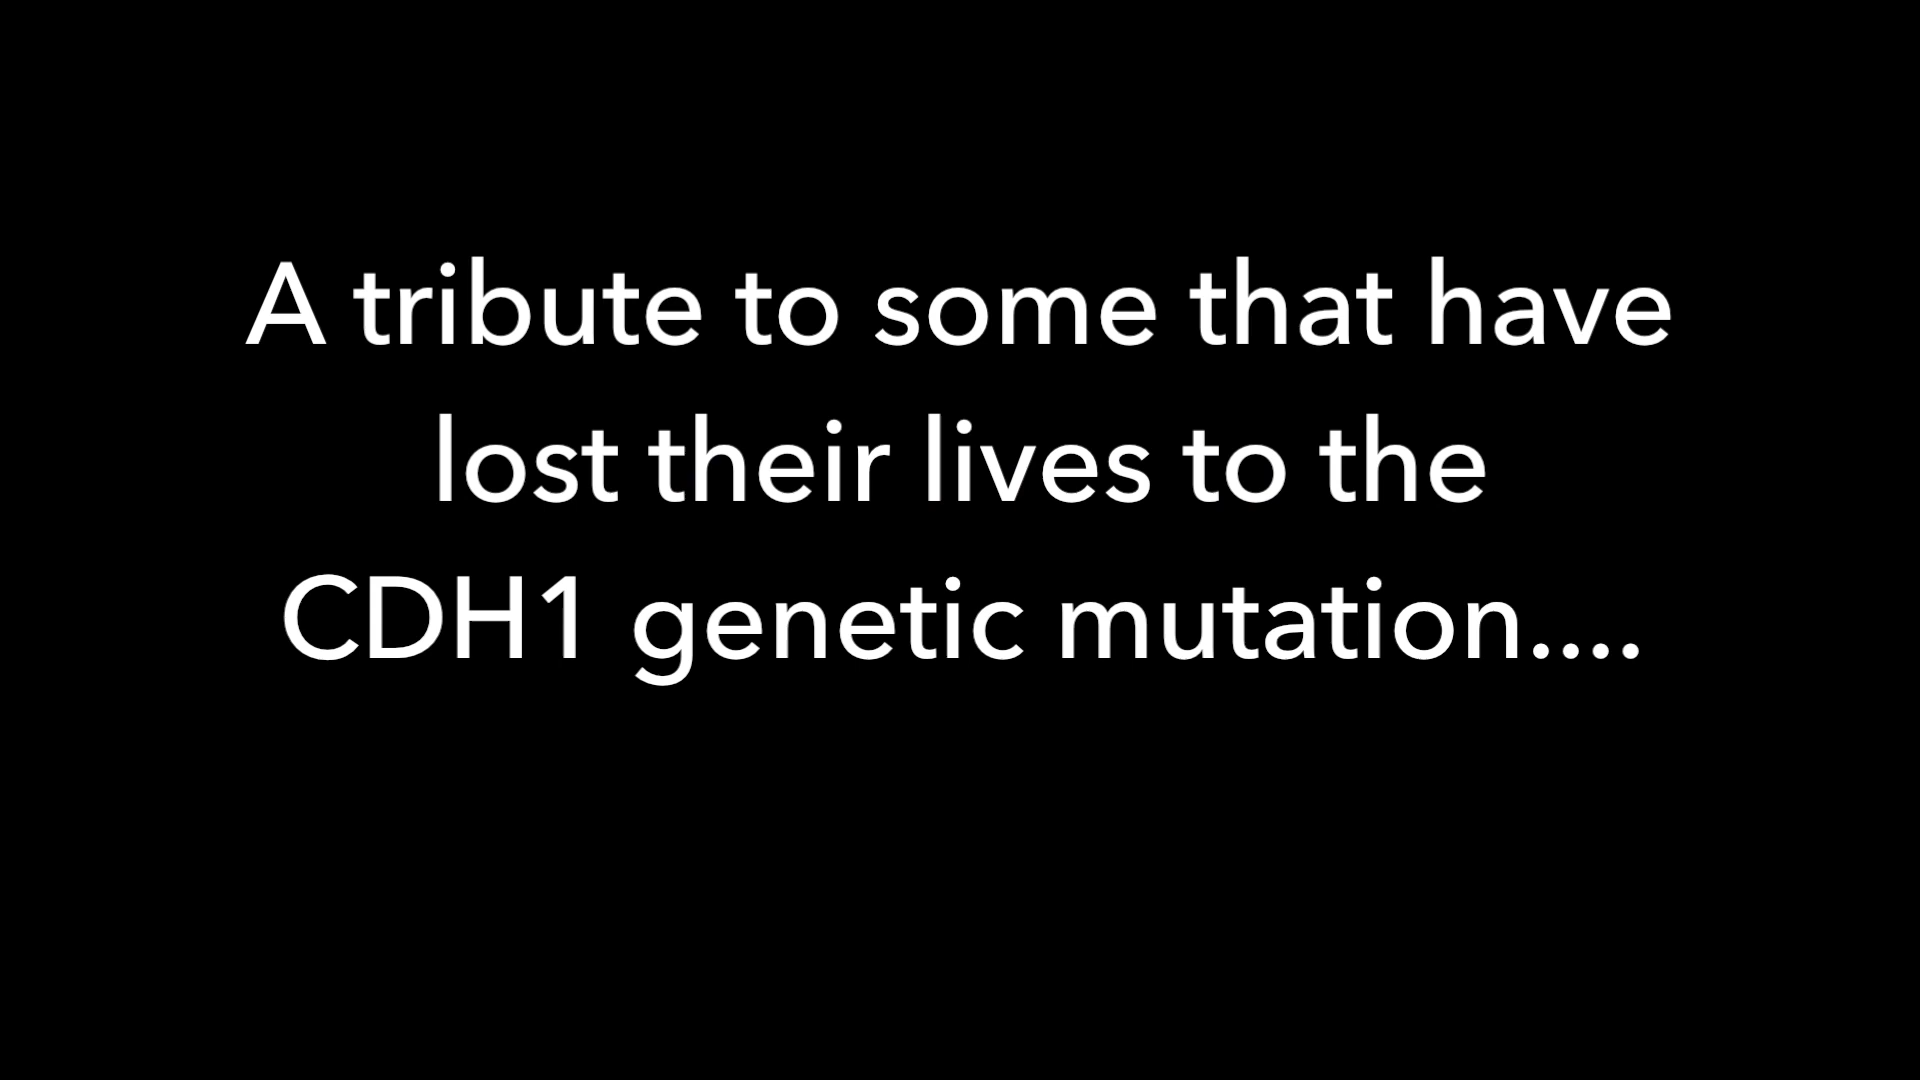 A tribute to some that have
lost their lives to the
CDH1 genetic mutation....